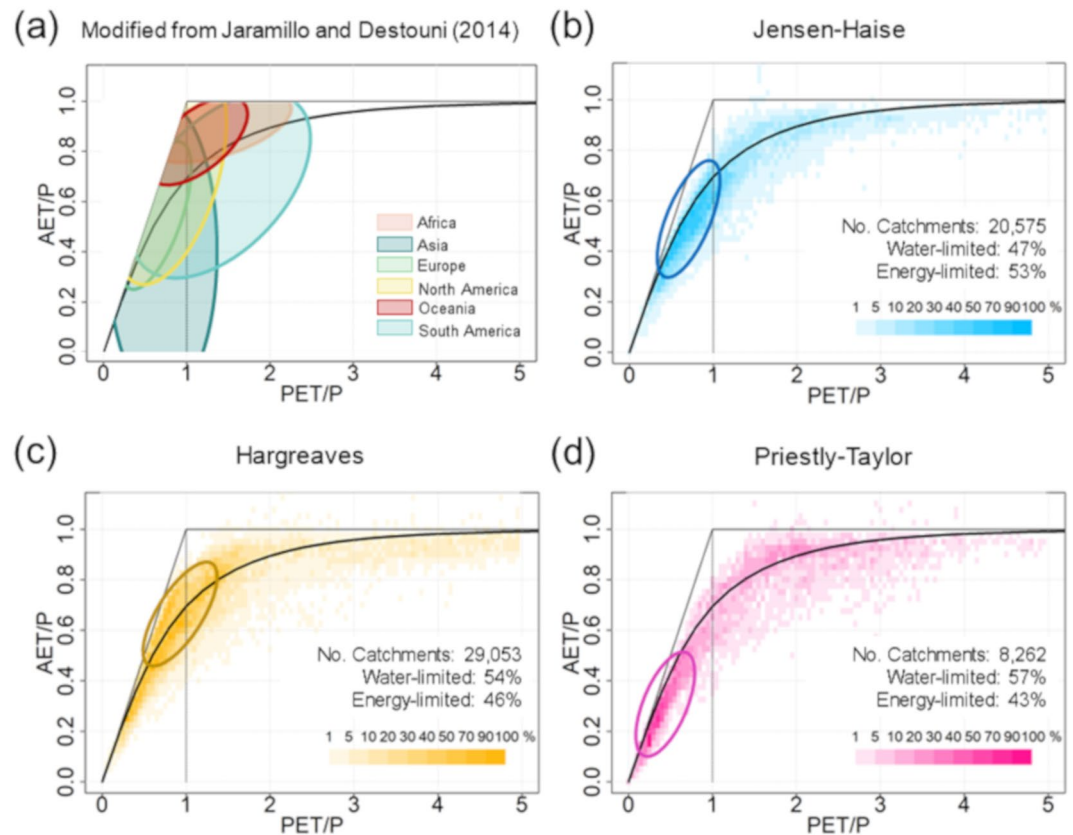 (a) Modified from Jaramillo and Destouni (2014)
AET/P
0.0 0.2 0.4 0.6 0.8 1.0
Africa
Asia
Europe
North America
Oceania
South America
0 1 2 3 4 5
PET/P
(b) Jensen-Haise
AET/P
0.0 0.2 0.4 0.6 0.8 1.0
No. Catchments: 20,575
Water-limited: 47%
Energy-limited: 53%
1 5 10 20 30 40 50 70 90 100 %
0 1 2 3 4 5
PET/P
(c) Hargreaves
AET/P
0.0 0.2 0.4 0.6 0.8 1.0
No. Catchments: 29,053
Water-limited: 54%
Energy-limited: 46%
1 5 10 20 30 40 50 70 90 100 %
0 1 2 3 4 5
PET/P
(d) Priestly-Taylor
AET/P
0.0 0.2 0.4 0.6 0.8 1.0
No. Catchments: 8,262
Water-limited: 57%
Energy-limited: 43%
1 5 10 20 30 40 50 70 90 100 %
0 1 2 3 4 5
PET/P